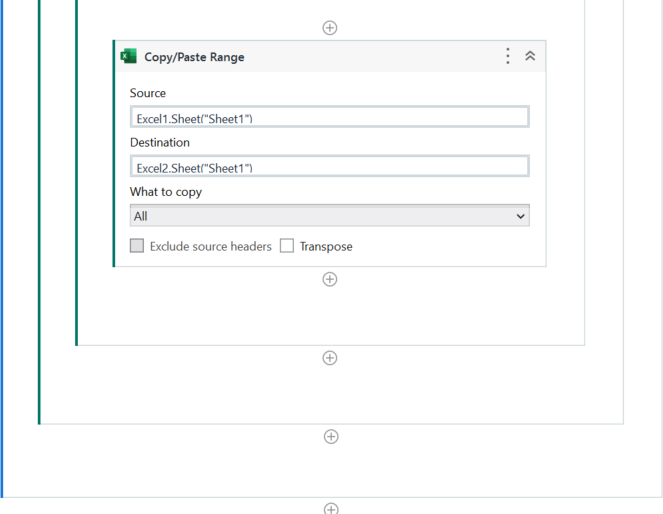 Copy/Paste Range
Source
Excel1.Sheet("Sheet1")
Destination
Excel2.Sheet("Sheet1")
What to copy
All
Exclude source headers Transpose